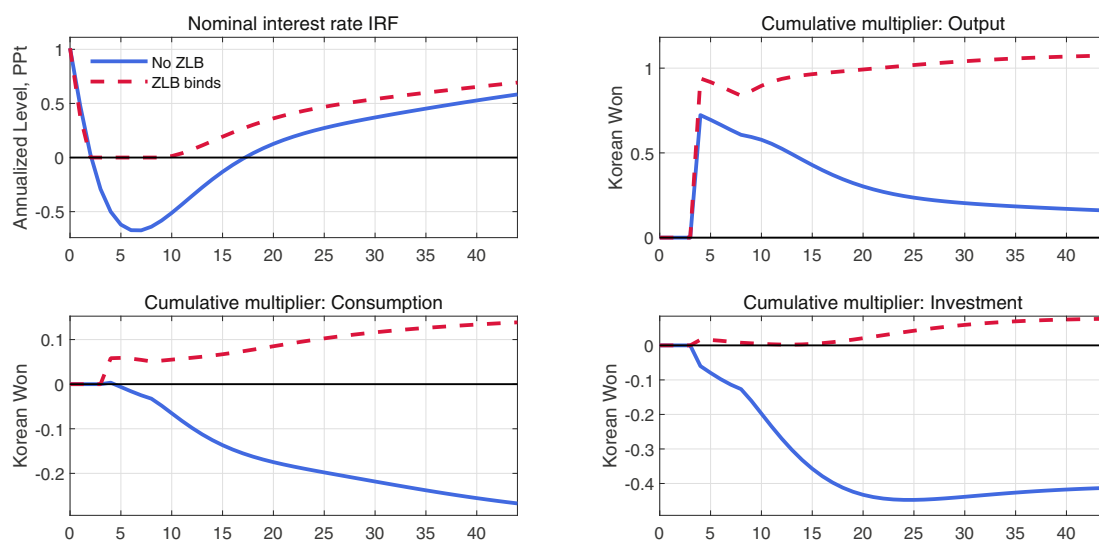 Nominal interest rate IRF
Annualized Level, PPt
1
0.5
0
-0.5
No ZLB
ZLB binds
0 5 10 15 20 25 30 35 40
Cumulative multiplier: Output
Korean Won
1
0.5
0
0 5 10 15 20 25 30 35 40
Cumulative multiplier: Consumption
Korean Won
0.1
0
-0.2
0 5 10 15 20 25 30 35 40
Cumulative multiplier: Investment
Korean Won
0
-0.1
-0.2
-0.3
-0.4
0 5 10 15 20 25 30 35 40